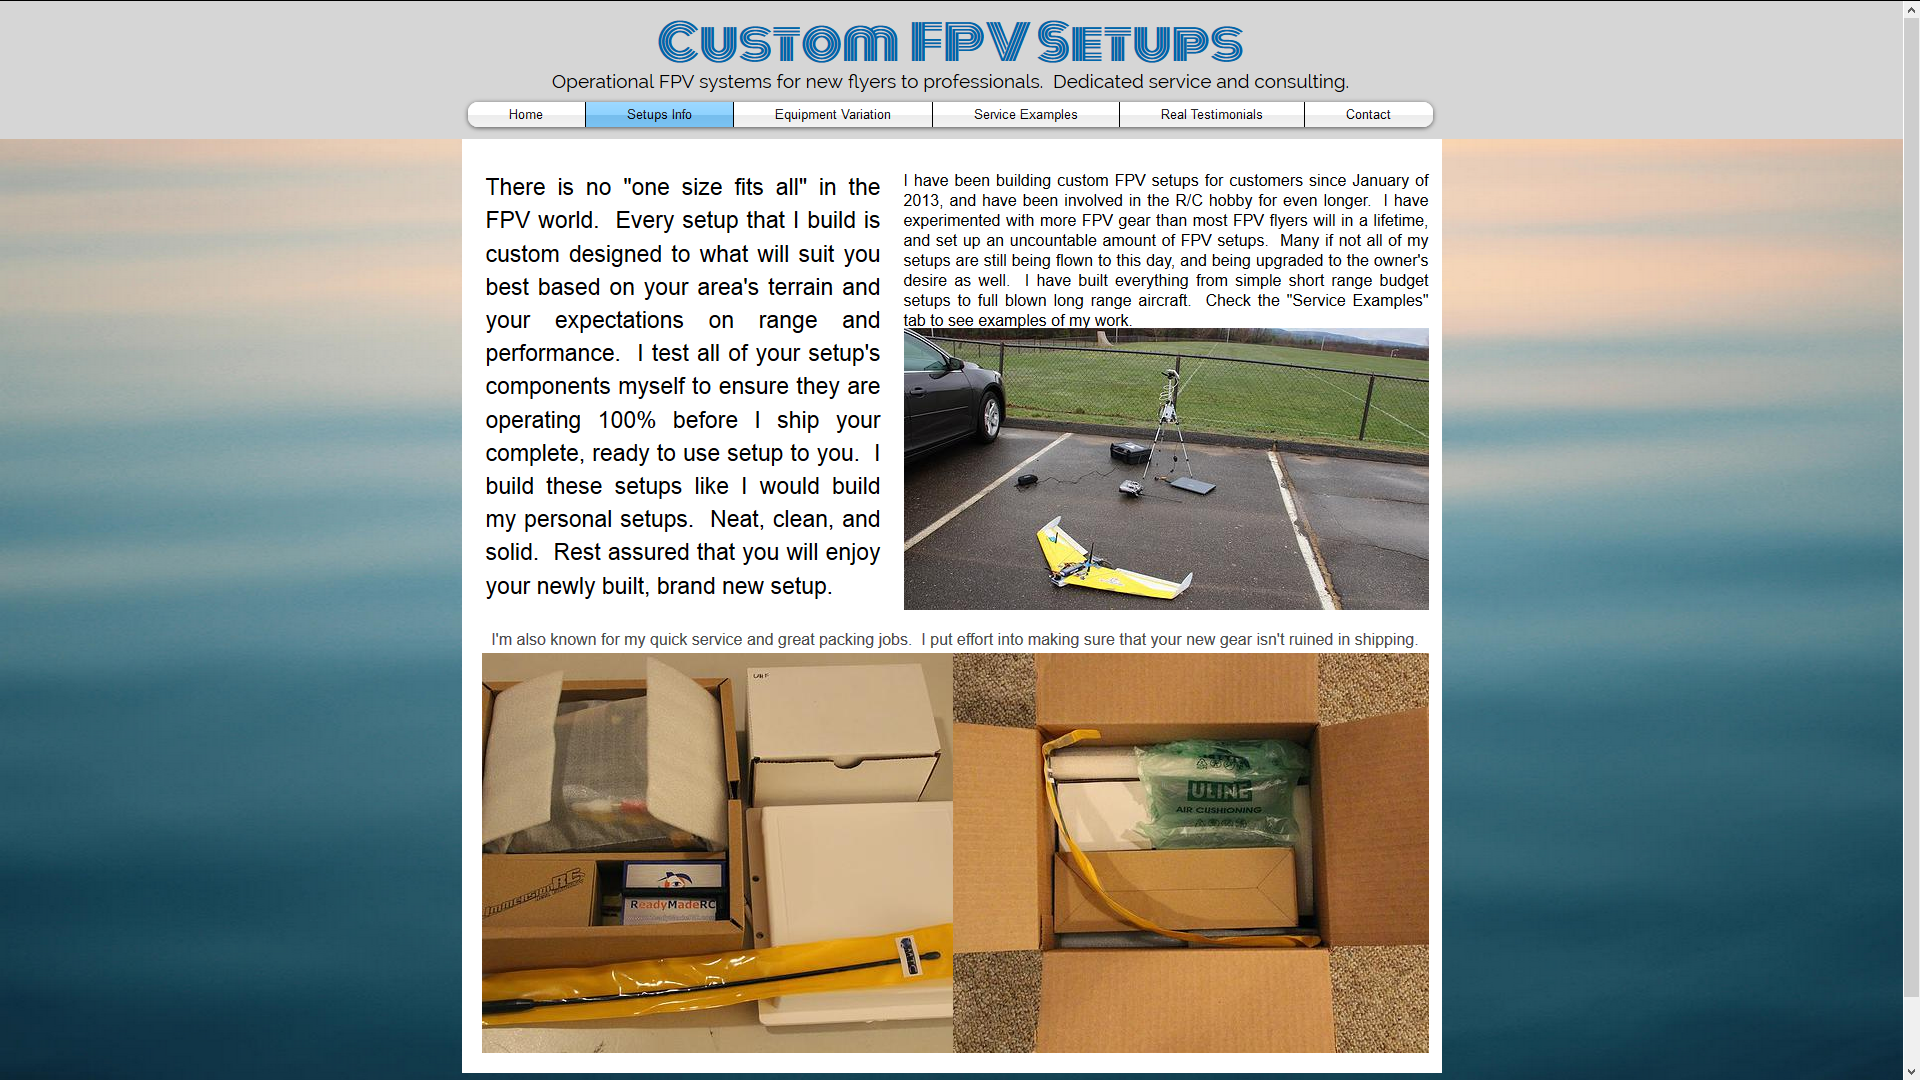 Custom FPV Setups
Operational FPV systems for new flyers to professionals.  Dedicated service and consulting.
Home
Setups Info
Equipment Variation
Service Examples
Real Testimonials
Contact
There is no "one size fits all" in the
FPV world.  Every setup that I build is
custom designed to what will suit you
best based on your area's terrain and
your expectations on range and
performance.  I test all of your setup's
components myself to ensure they are
operating 100% before I ship your
complete, ready to use setup to you.  I
build these setups like I would build
my personal setups.  Neat, clean, and
solid.  Rest assured that you will enjoy
your newly built, brand new setup.
I have been building custom FPV setups for customers since January of
2013, and have been involved in the R/C hobby for even longer.  I have
experimented with more FPV gear than most FPV flyers will in a lifetime,
and set up an uncountable amount of FPV setups.  Many if not all of my
setups are still being flown to this day, and being upgraded to the owner's
desire as well.  I have built everything from simple short range budget
setups to full blown long range aircraft.  Check the "Service Examples"
tab to see examples of my work.
I'm also known for my quick service and great packing jobs.  I put effort into making sure that your new gear isn't ruined in shipping.
ImmersionRC
ReadyMadeRC
ULINE
AIR CUSHIONING